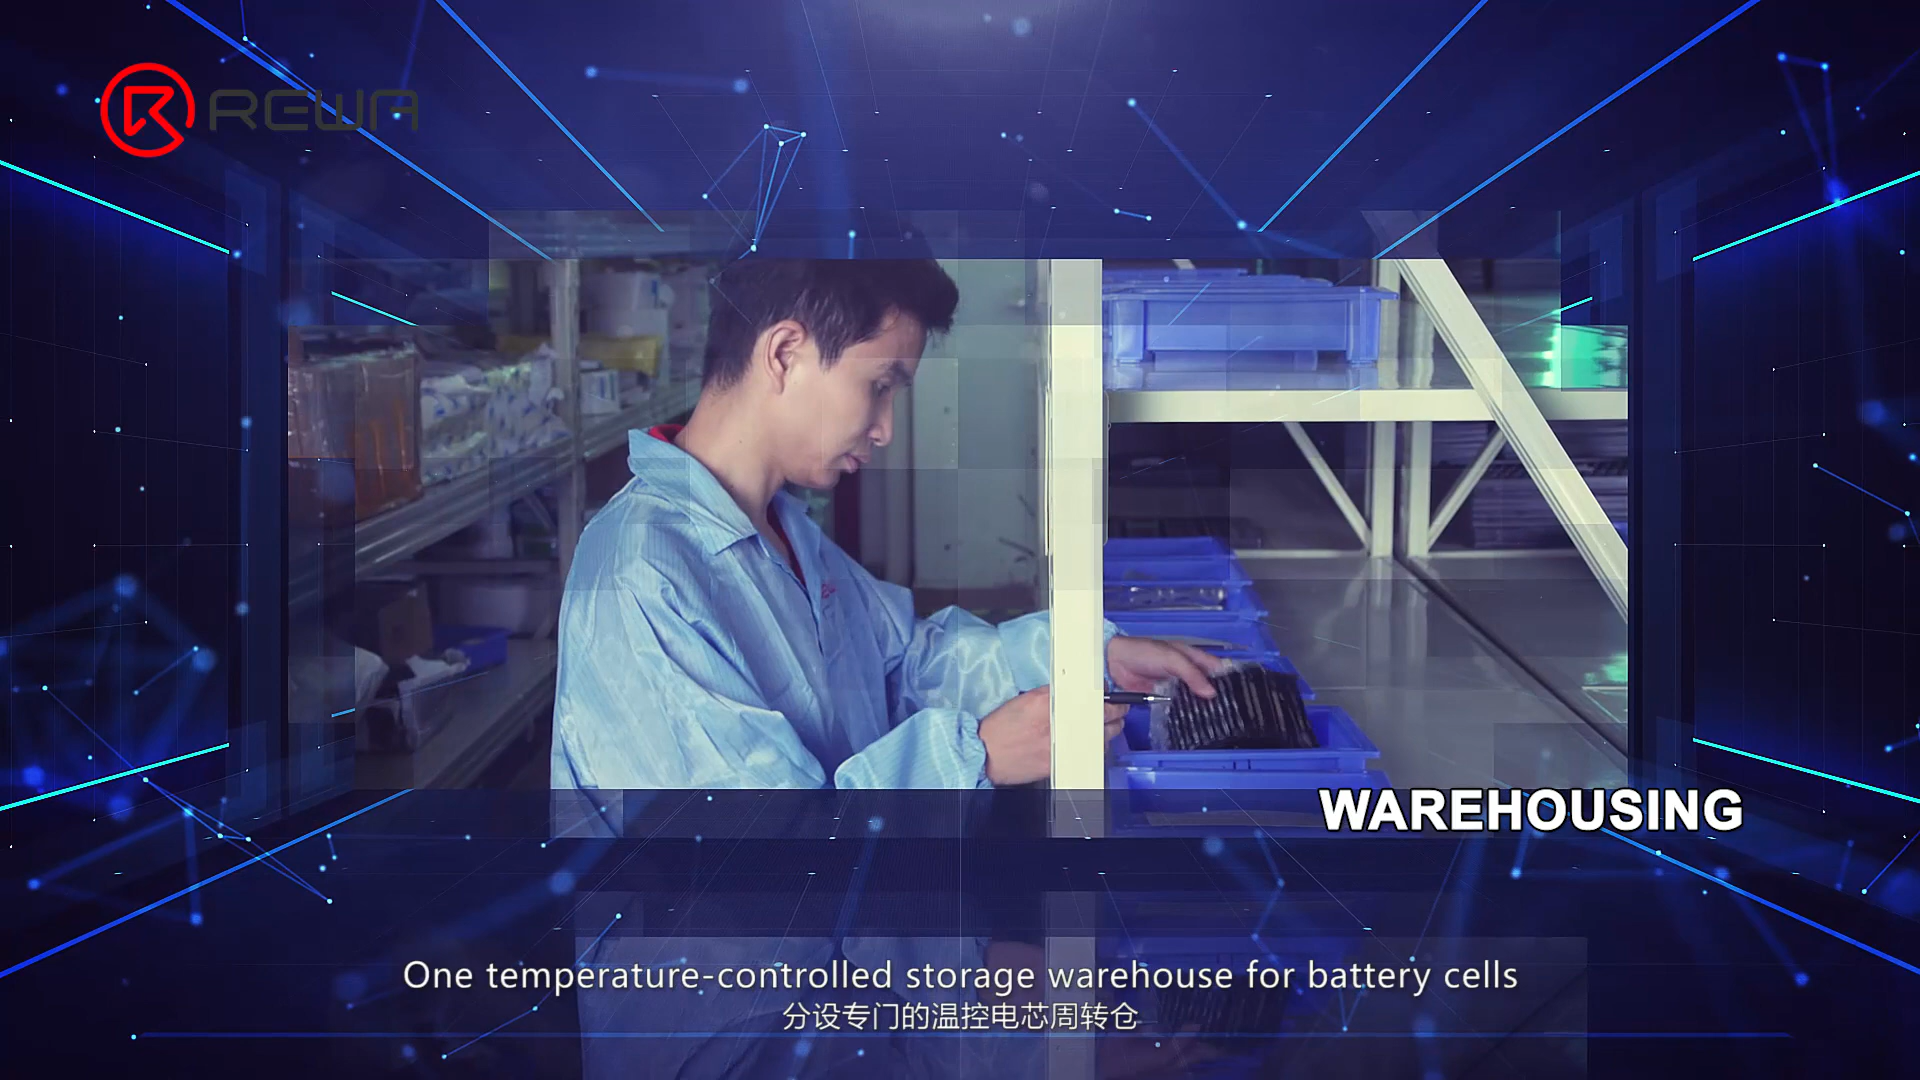 REWA
WAREHOUSING
One temperature-controlled storage warehouse for battery cells
分设专门的温控电芯周转仓